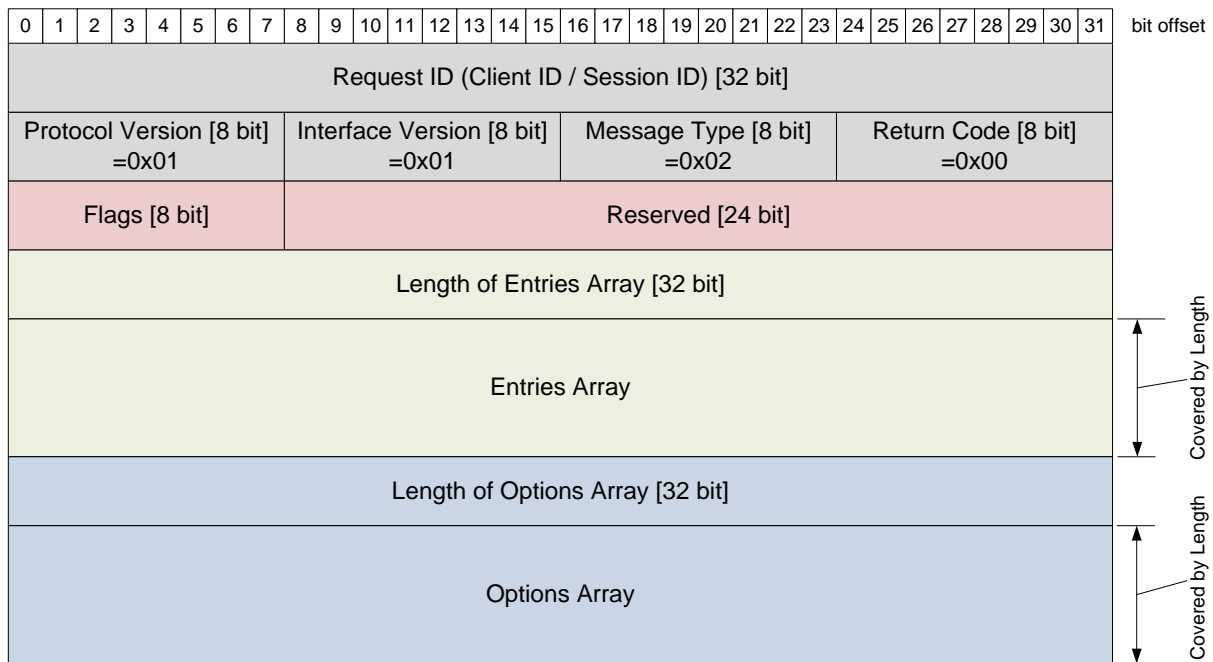 0 1 2 3 4 5 6 7 8 9 10 11 12 13 14 15 16 17 18 19 20 21 22 23 24 25 26 27 28 29 30 31 bit offset
Request ID (Client ID / Session ID) [32 bit]
Protocol Version [8 bit] Interface Version [8 bit] Message Type [8 bit] Return Code [8 bit]
=0x01 =0x01 =0x02 =0x00
Flags [8 bit] Reserved [24 bit]
Length of Entries Array [32 bit]
Entries Array
Covered by Length
Length of Options Array [32 bit]
Options Array
Covered by Length